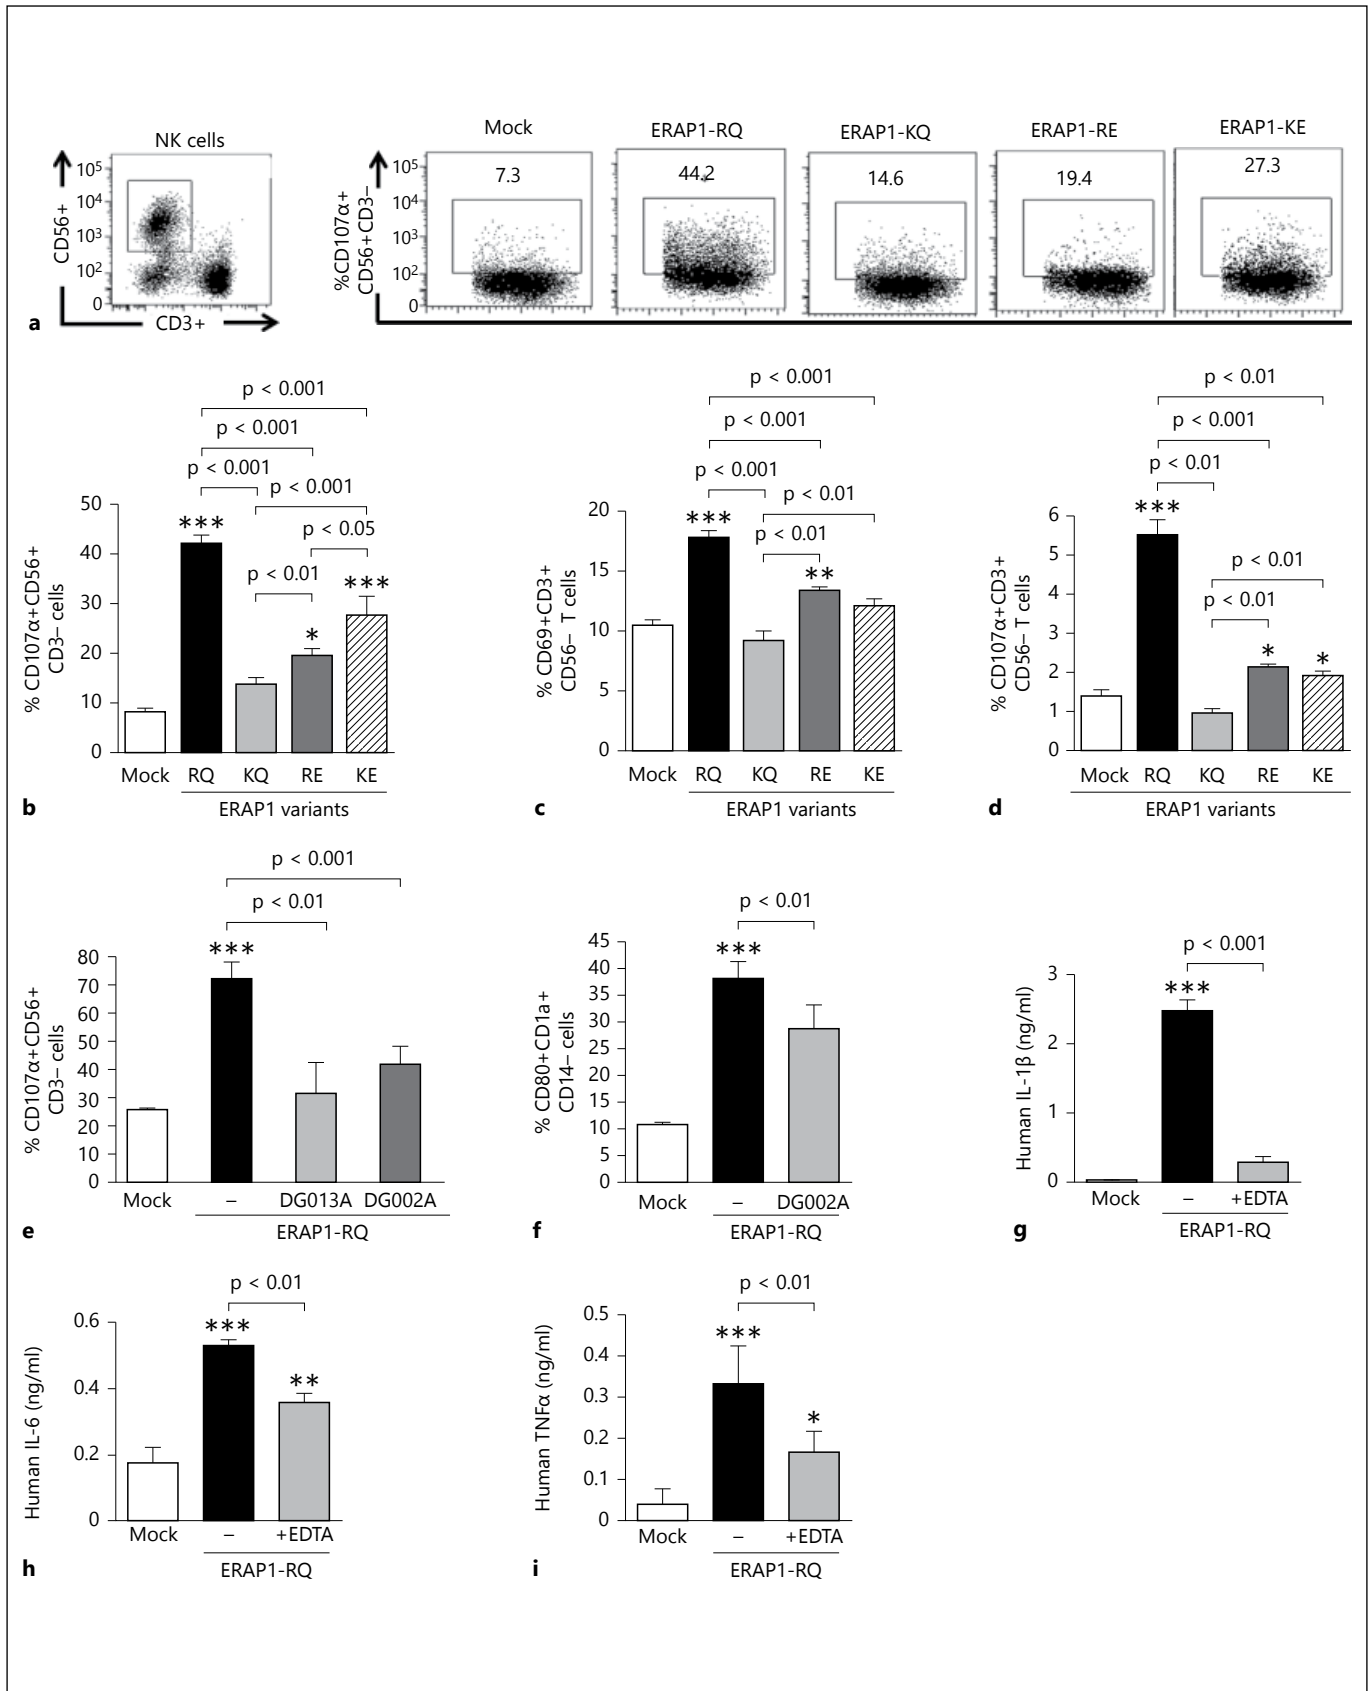 NK cells
CD56+
10⁵
10⁴
10³
10²
0
CD3+
%CD107α+
CD56+CD3–
10⁵
10⁴
10³
10²
0
Mock
7.3
ERAP1-RQ
44.2
ERAP1-KQ
14.6
ERAP1-RE
19.4
ERAP1-KE
27.3
a
p < 0.001
p < 0.001
p < 0.001
p < 0.001
p < 0.05
p < 0.01
***
*
***
% CD107α+CD56+
CD3– cells
50
40
30
20
10
0
Mock RQ KQ RE KE
ERAP1 variants
b
p < 0.001
p < 0.001
p < 0.001
p < 0.01
p < 0.01
***
**
% CD69+CD3+
CD56– T cells
20
15
10
5
0
Mock RQ KQ RE KE
ERAP1 variants
c
p < 0.01
p < 0.001
p < 0.01
p < 0.01
p < 0.01
***
*
*
% CD107α+CD3+
CD56– T cells
6
5
4
3
2
1
0
Mock RQ KQ RE KE
ERAP1 variants
d
p < 0.001
p < 0.01
***
% CD107α+CD56+
CD3– cells
80
70
60
50
40
30
20
10
0
Mock – DG013A DG002A
ERAP1-RQ
e
p < 0.01
***
% CD80+CD1a+
CD14– cells
45
40
35
30
25
20
15
10
5
0
Mock – DG002A
ERAP1-RQ
f
p < 0.001
***
Human IL-1β (ng/ml)
3
2
1
0
Mock – +EDTA
ERAP1-RQ
g
p < 0.01
***
**
Human IL-6 (ng/ml)
0.6
0.4
0.2
0
Mock – +EDTA
ERAP1-RQ
h
p < 0.01
***
*
Human TNFα (ng/ml)
0.5
0.4
0.3
0.2
0.1
0
Mock – +EDTA
ERAP1-RQ
i